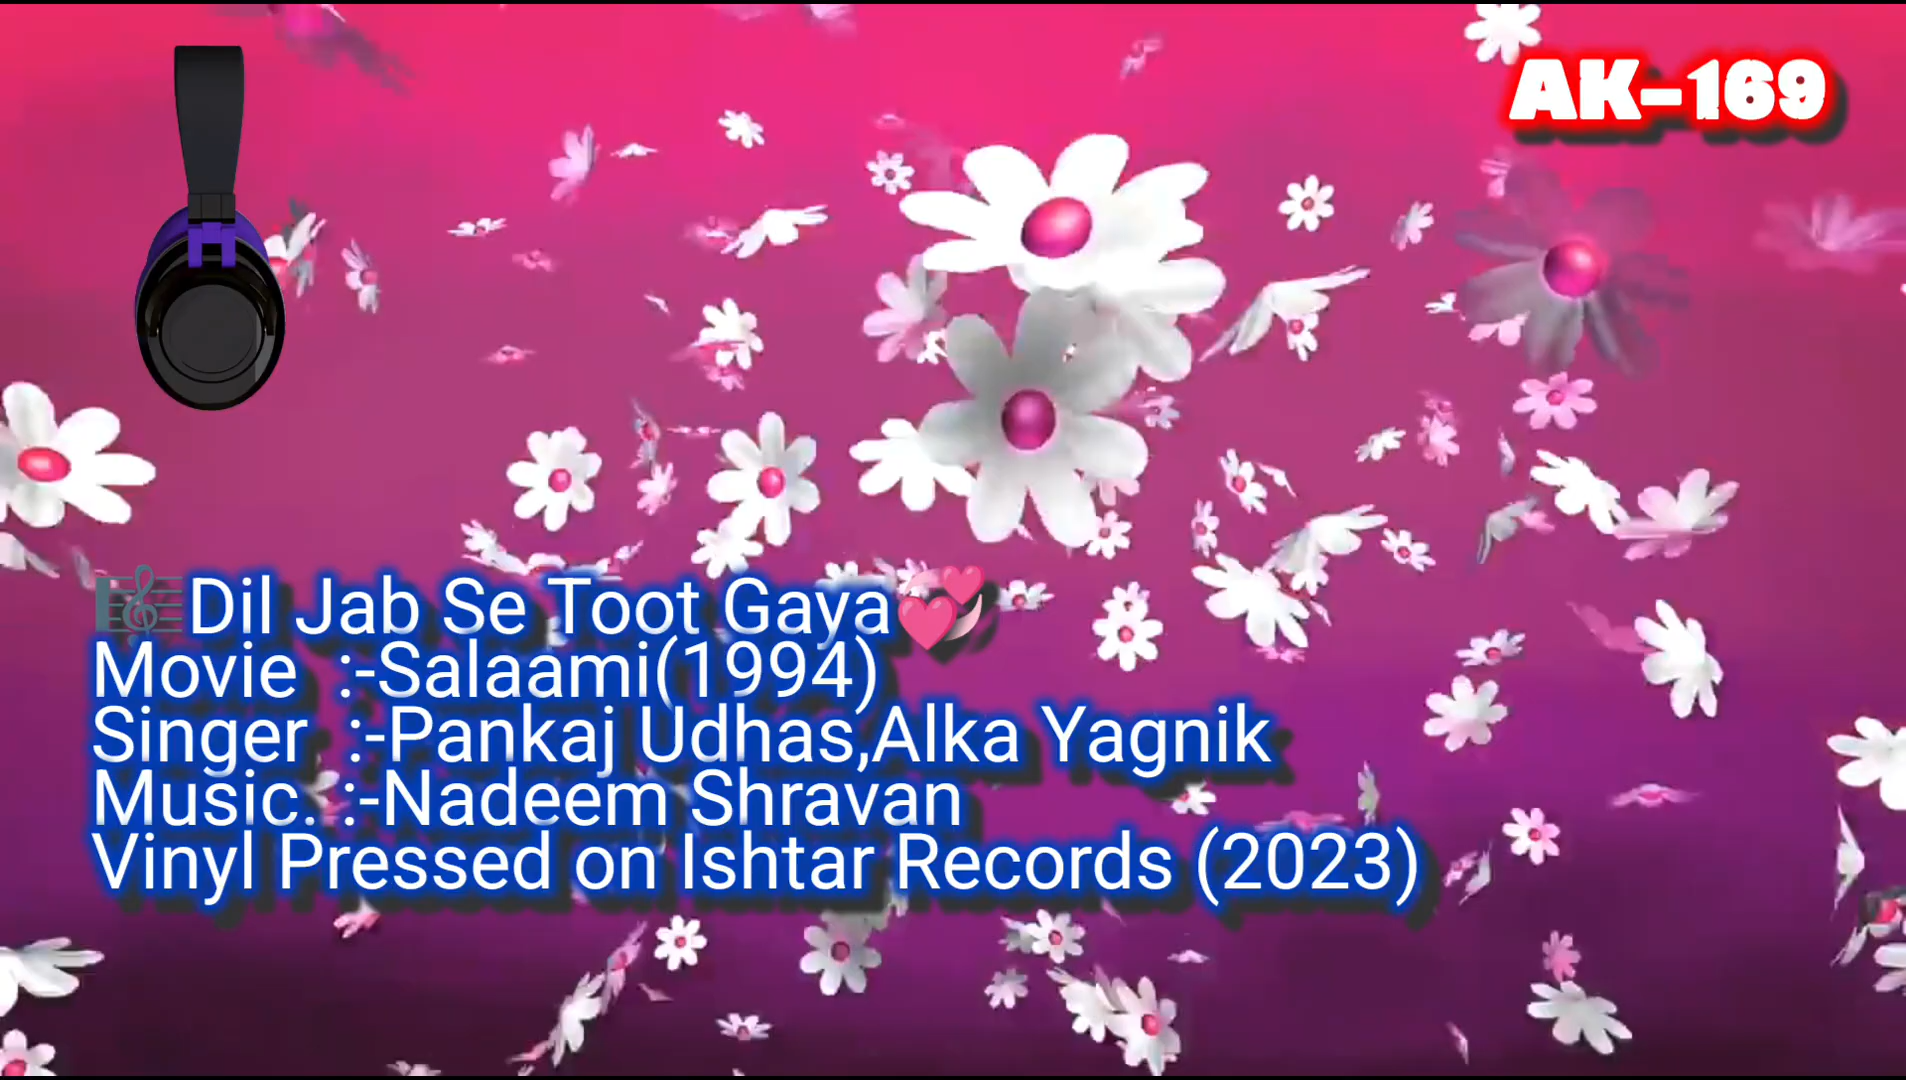 AK-169
🎼Dil Jab Se Toot Gaya💞
Movie :-Salaami(1994)
Singer :-Pankaj Udhas,Alka Yagnik
Music. :-Nadeem Shravan
Vinyl Pressed on Ishtar Records (2023)